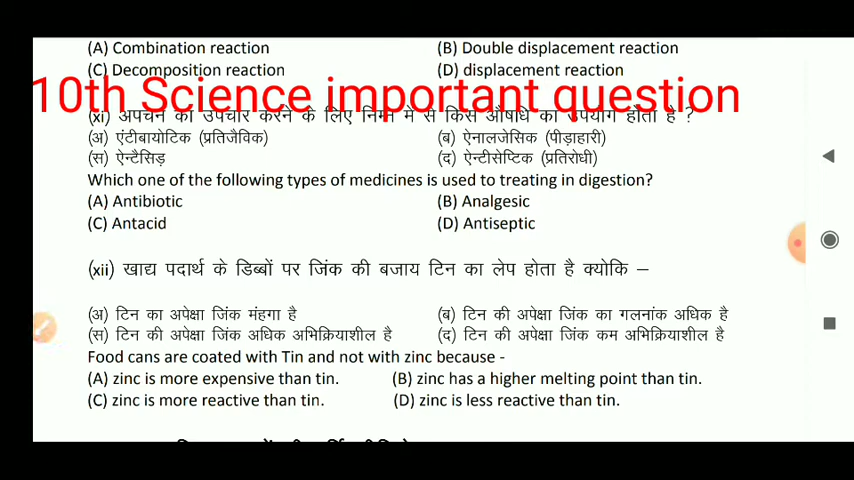 (A) Combination reaction (B) Double displacement reaction
(C) Decomposition reaction (D) displacement reaction
10th Science important question
(xi) अपचन का उपचार करने के लिए निम्न मे से किस औषधि का उपयोग होता है ?
(अ) एंटीबायोटिक (प्रतिजैविक) (ब) ऐनालजेसिक (पीड़ाहारी)
(स) ऐन्टैसिड़ (द) ऐन्टीसेप्टिक (प्रतिरोधी)
Which one of the following types of medicines is used to treating in digestion?
(A) Antibiotic (B) Analgesic
(C) Antacid (D) Antiseptic
(xii) खाद्य पदार्थ के डिब्बों पर जिंक की बजाय टिन का लेप होता है क्योकि –
(अ) टिन का अपेक्षा जिंक मंहगा है (ब) टिन की अपेक्षा जिंक का गलनांक अधिक है
(स) टिन की अपेक्षा जिंक अधिक अभिक्रियाशील है (द) टिन की अपेक्षा जिंक कम अभिक्रियाशील है
Food cans are coated with Tin and not with zinc because -
(A) zinc is more expensive than tin. (B) zinc has a higher melting point than tin.
(C) zinc is more reactive than tin. (D) zinc is less reactive than tin.